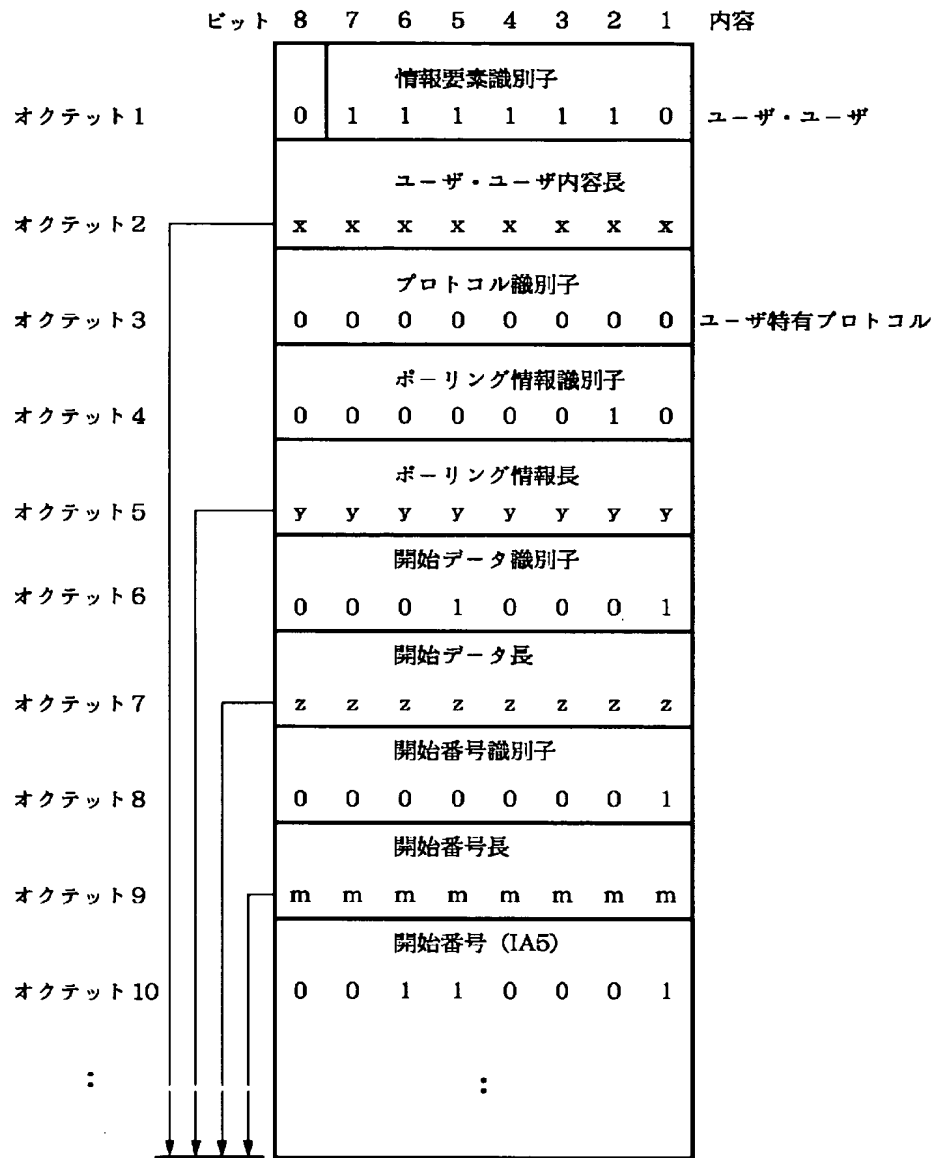 ビット 8 7 6 5 4 3 2 1 内容
情報要素識別子
オクテット1 0 1 1 1 1 1 1 0 ユーザ・ユーザ
ユーザ・ユーザ内容長
オクテット2 x x x x x x x x
プロトコル識別子
オクテット3 0 0 0 0 0 0 0 0 ユーザ特有プロトコル
ポーリング情報識別子
オクテット4 0 0 0 0 0 0 1 0
ポーリング情報長
オクテット5 y y y y y y y y
開始データ識別子
オクテット6 0 0 0 1 0 0 0 1
開始データ長
オクテット7 z z z z z z z z
開始番号識別子
オクテット8 0 0 0 0 0 0 0 1
開始番号長
オクテット9 m m m m m m m m
開始番号 (IA5)
オクテット10 0 0 1 1 0 0 0 1
: :